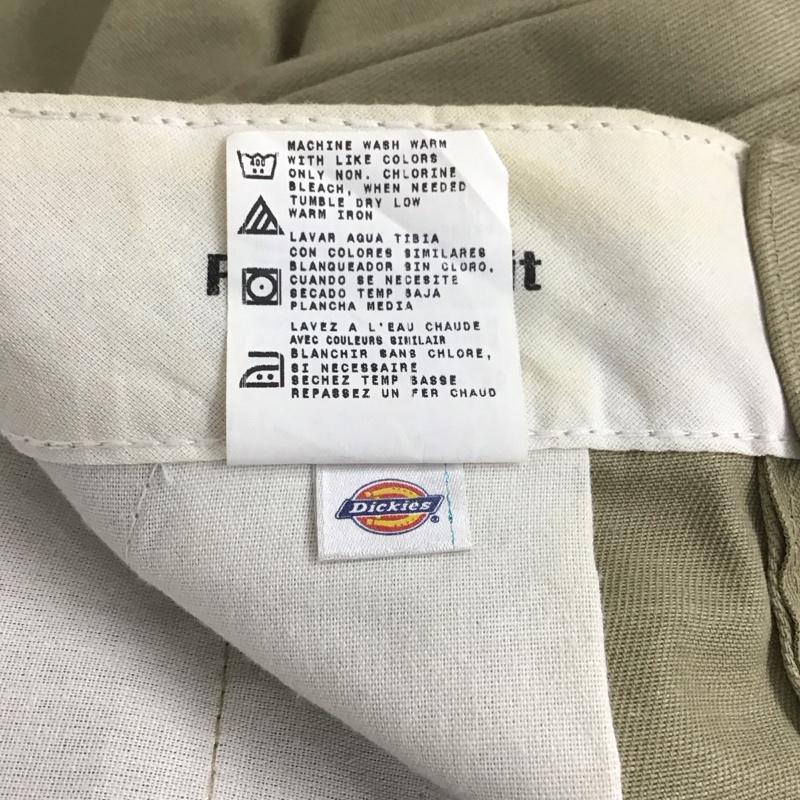 MACHINE WASH WARM
WITH LIKE COLORS
ONLY NON. CHLORINE
BLEACH, WHEN NEEDED
TUMBLE DRY LOW
WARM IRON
LAVAR AQUA TIBIA
CON COLORES SIMILARES
BLANQUEADOR SIN CLORO,
CUANDO SE NECESITE
SECADO TEMP BAJA
PLANCHA MEDIA
LAVEZ A L'EAU CHAUDE
AVEC COULEURS SIMILAIR
BLANCHIR SANS CHLORE,
SI NECESSAIRE
SECHEZ TEMP BASSE
REPASSEZ UN FER CHAUD
Dickies